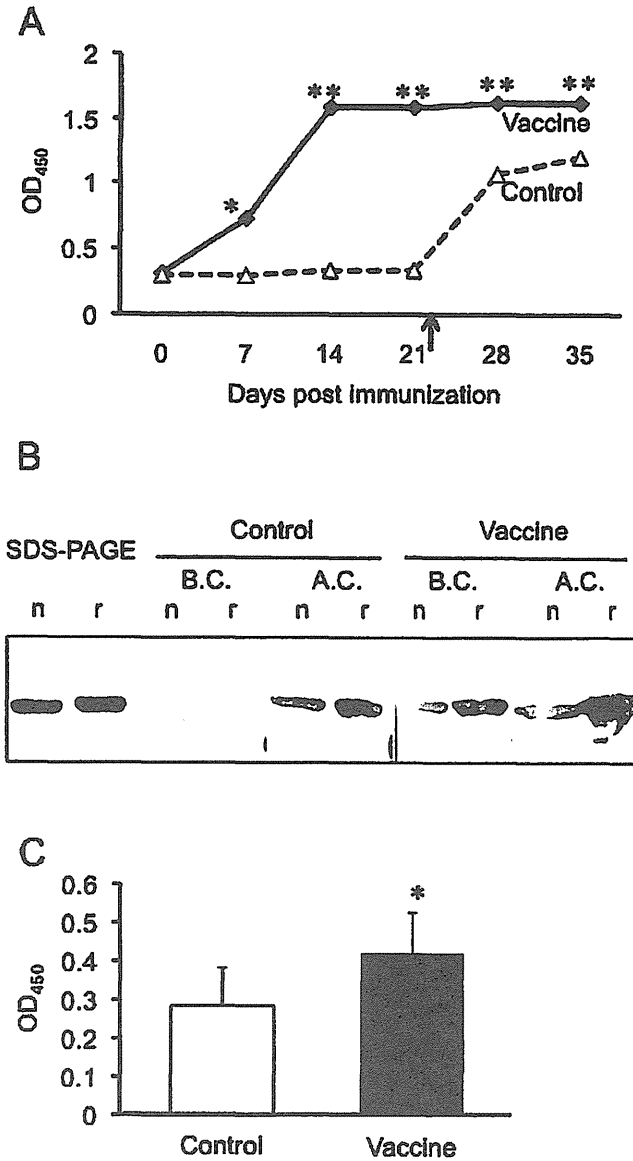 A
2
1.5
1
0.5
0
OD450
*
**
**
**
**
Vaccine
Control
0 7 14 21 28 35
Days post immunization
B
SDS-PAGE Control Vaccine
B.C. A.C. B.C. A.C.
n r n r n r n r n r
C
0.6
0.5
0.4
0.3
0.2
0.1
0
OD450
*
Control Vaccine